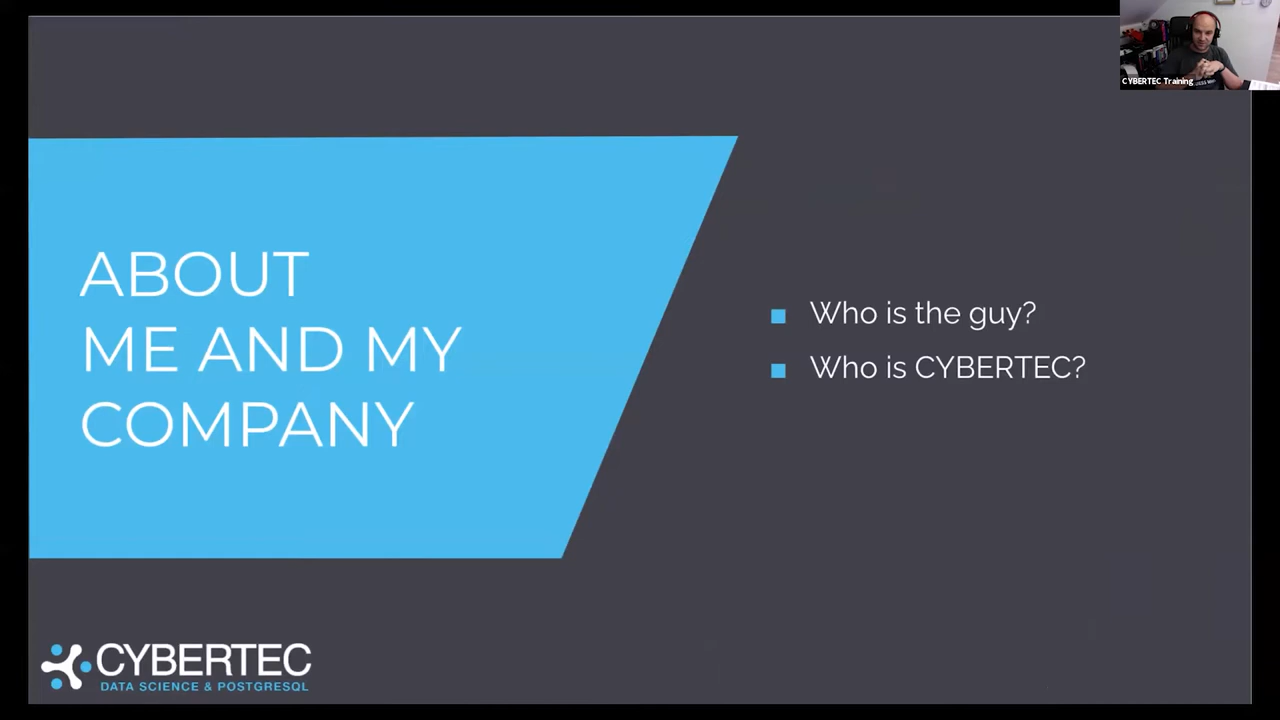 CYBERTEC Training
ABOUT
ME AND MY
COMPANY
Who is the guy?
Who is CYBERTEC?
CYBERTEC
DATA SCIENCE & POSTGRESQL